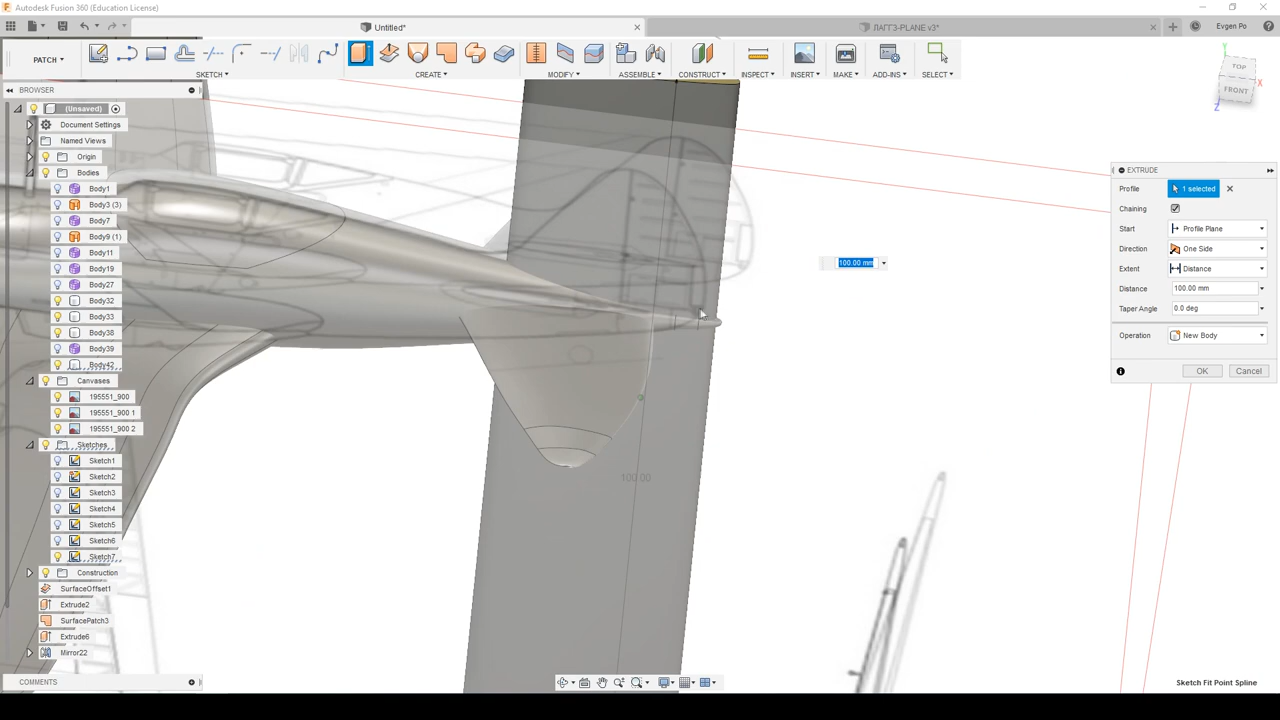 Autodesk Fusion 360 (Education License)
Untitled*
ЛАГГ3-PLANE v3*
Evgen Po
PATCH
SKETCH
CREATE
MODIFY
ASSEMBLE
CONSTRUCT
INSPECT
INSERT
MAKE
ADD-INS
SELECT
Y
TOP
FRONT
X
Z
BROWSER
(Unsaved)
Document Settings
Named Views
Origin
Bodies
Body1
Body3 (3)
Body7
Body9 (1)
Body11
Body19
Body27
Body32
Body33
Body38
Body39
Body42
Canvases
195551_900
195551_900 1
195551_900 2
Sketches
Sketch1
Sketch2
Sketch3
Sketch4
Sketch5
Sketch6
Sketch7
Construction
SurfaceOffset1
Extrude2
SurfacePatch3
Extrude6
Mirror22
COMMENTS
100.00 mm
100.00
EXTRUDE
Profile 1 selected
Chaining
Start Profile Plane
Direction One Side
Extent Distance
Distance 100.00 mm
Taper Angle 0.0 deg
Operation New Body
OK Cancel
Sketch Fit Point Spline